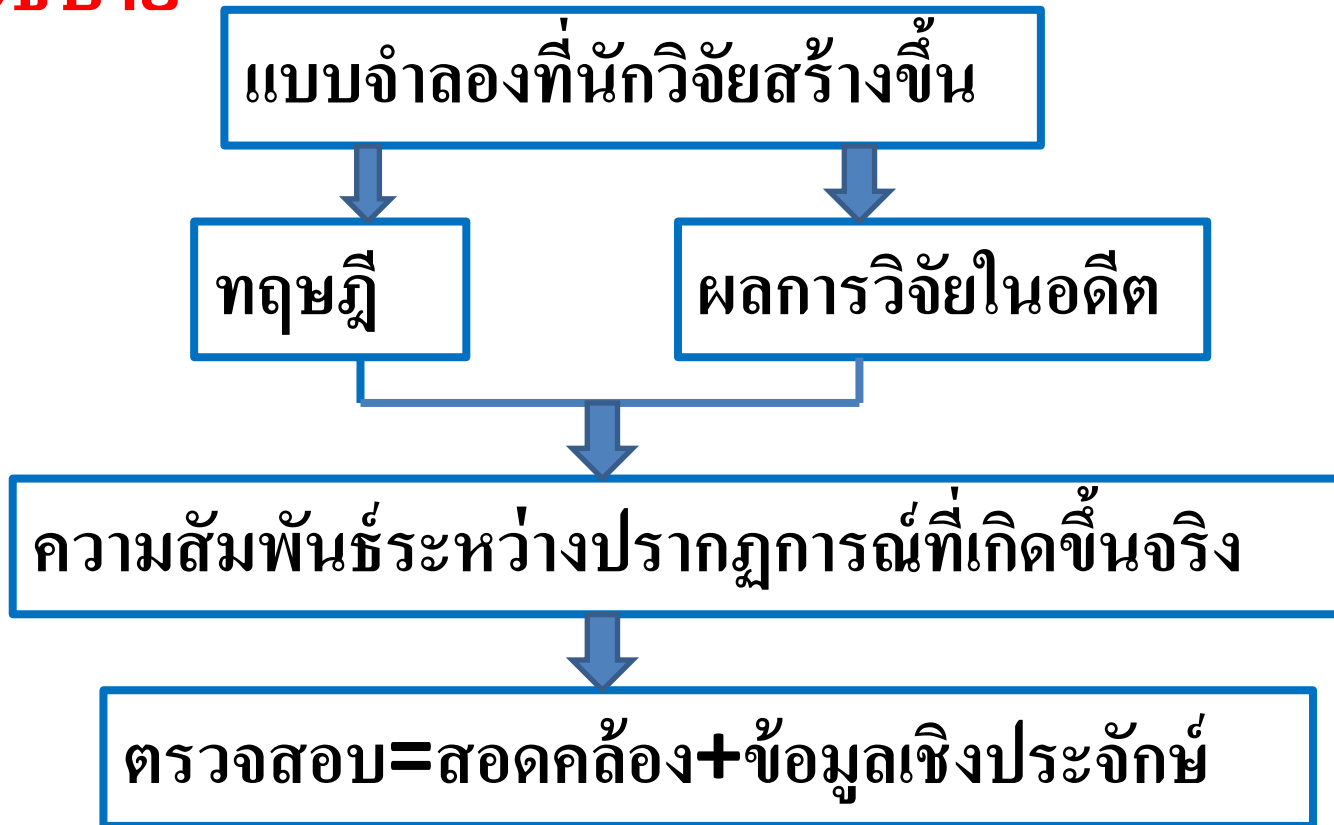 แบบจำลองที่นักวิจัยสร้างขึ้น
ทฤษฎี
ผลการวิจัยในอดีต
ความสัมพันธ์ระหว่างปรากฏการณ์ที่เกิดขึ้นจริง
ตรวจสอบ=สอดคล้อง+ข้อมูลเชิงประจักษ์